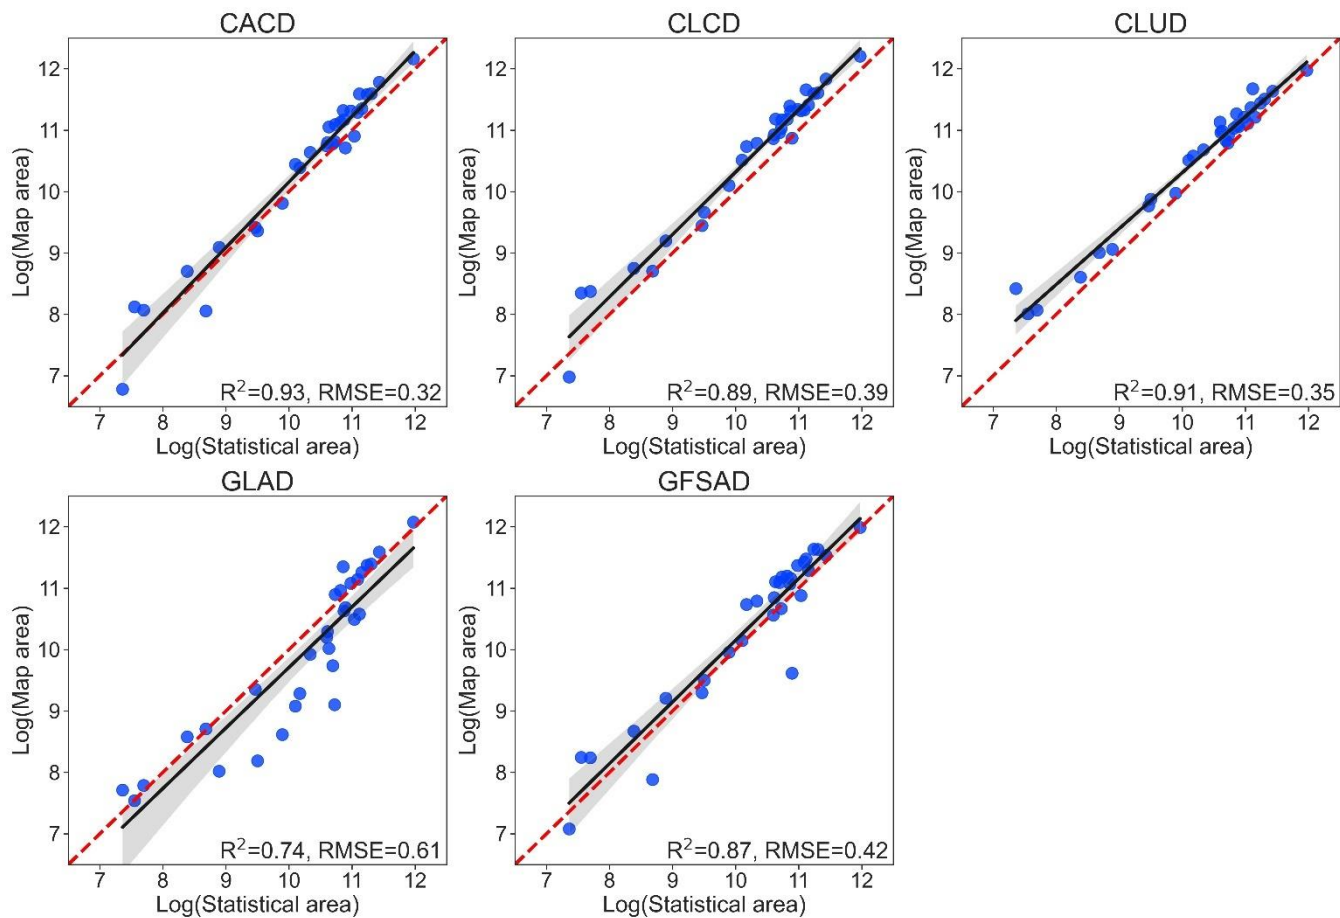 CACD
CLCD
CLUD
Log(Map area)
12
11
10
9
8
7
R²=0.93, RMSE=0.32
7 8 9 10 11 12
Log(Statistical area)
Log(Map area)
12
11
10
9
8
7
R²=0.89, RMSE=0.39
7 8 9 10 11 12
Log(Statistical area)
Log(Map area)
12
11
10
9
8
7
R²=0.91, RMSE=0.35
7 8 9 10 11 12
Log(Statistical area)
GLAD
GFSAD
Log(Map area)
12
11
10
9
8
7
R²=0.74, RMSE=0.61
7 8 9 10 11 12
Log(Statistical area)
Log(Map area)
12
11
10
9
8
7
R²=0.87, RMSE=0.42
7 8 9 10 11 12
Log(Statistical area)